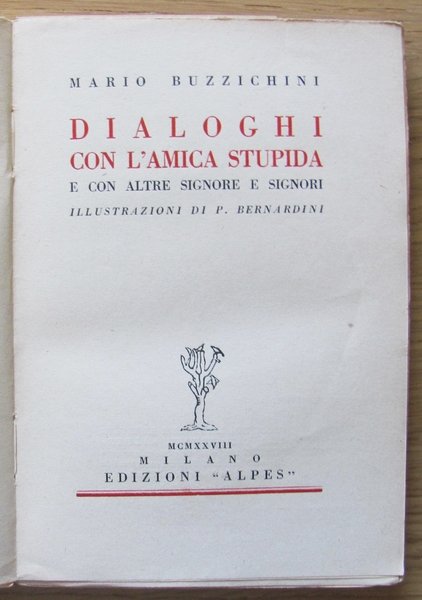 MARIO BUZZICHINI
DIALOGHI
CON L'AMICA STUPIDA
E CON ALTRE SIGNORE E SIGNORI
ILLUSTRAZIONI DI P. BERNARDINI
MCMXXVIII
MILANO
EDIZIONI "ALPES"